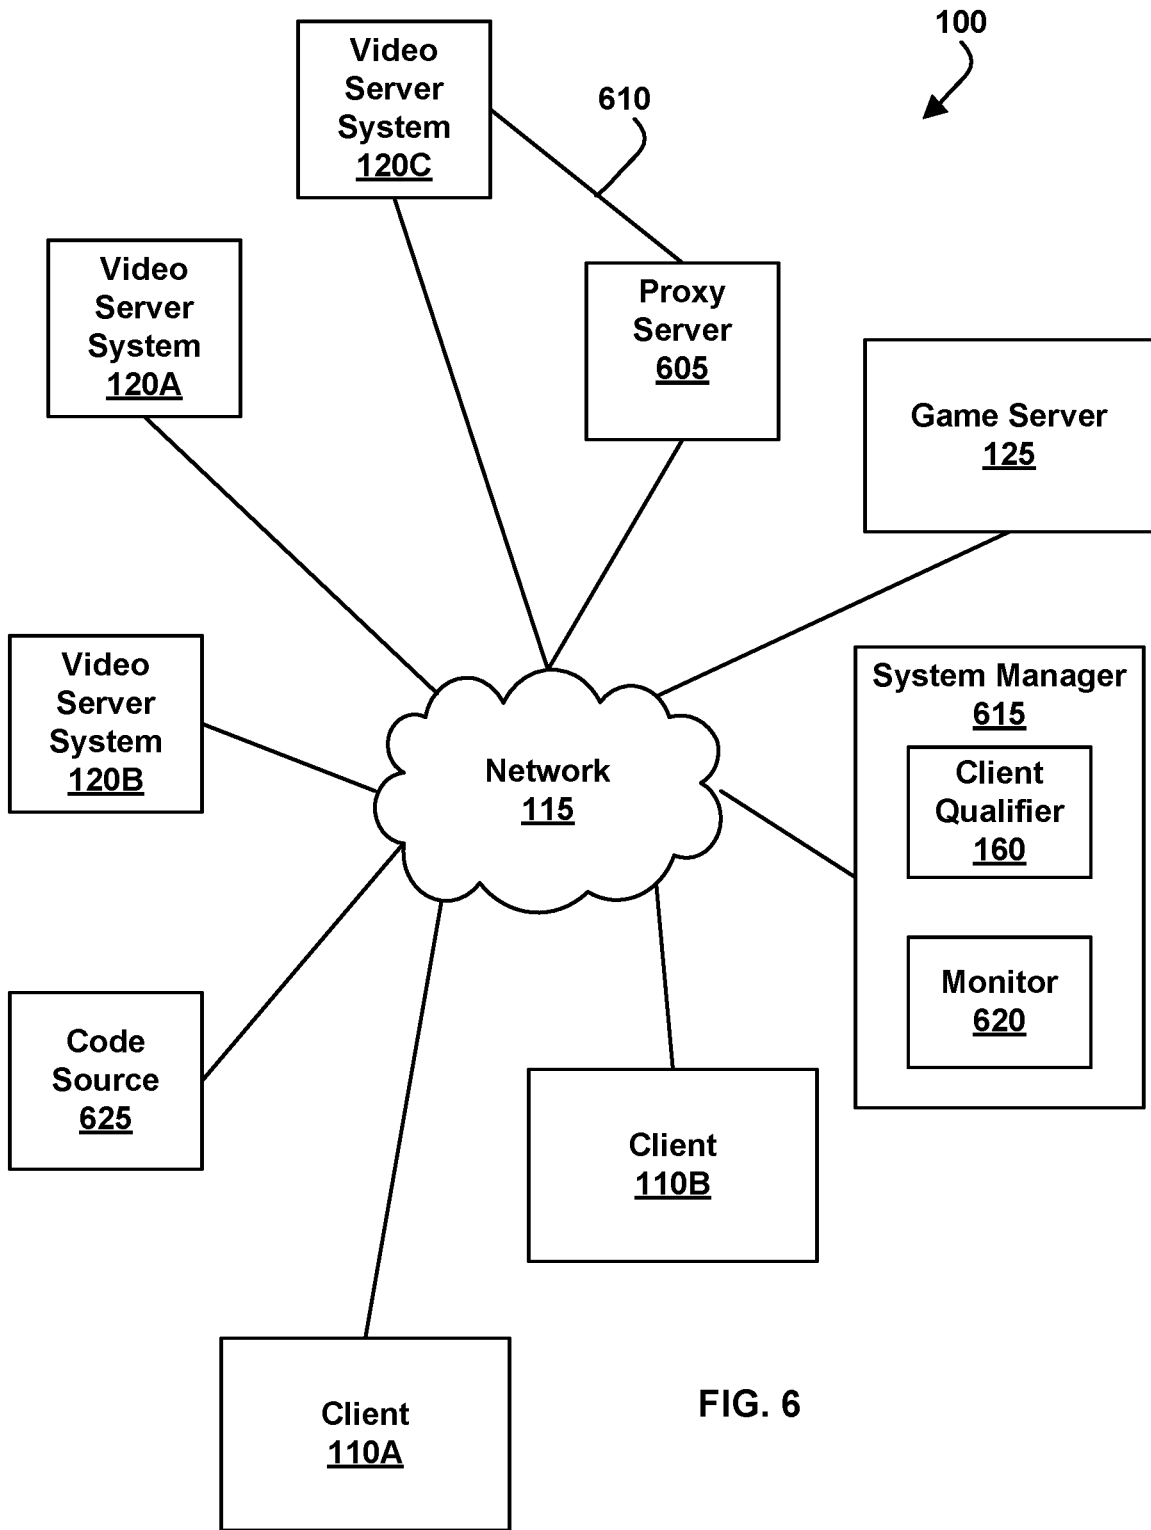 100
Video
Server
System
120C
610
Video
Server
System
120A
Proxy
Server
605
Game Server
125
Video
Server
System
120B
Network
115
System Manager
615
Client
Qualifier
160
Monitor
620
Code
Source
625
Client
110B
Client
110A
FIG. 6